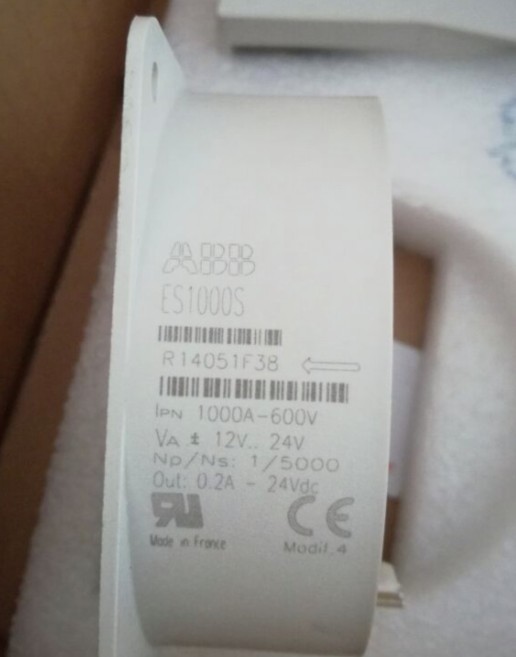 ABB
ES1000S
R14051F38
IPN 1000A-600V
VA ± 12V.. 24V
Np/Ns: 1/5000
Out: 0.2A - 24Vdc
RU CE
Made in France Modif. 4